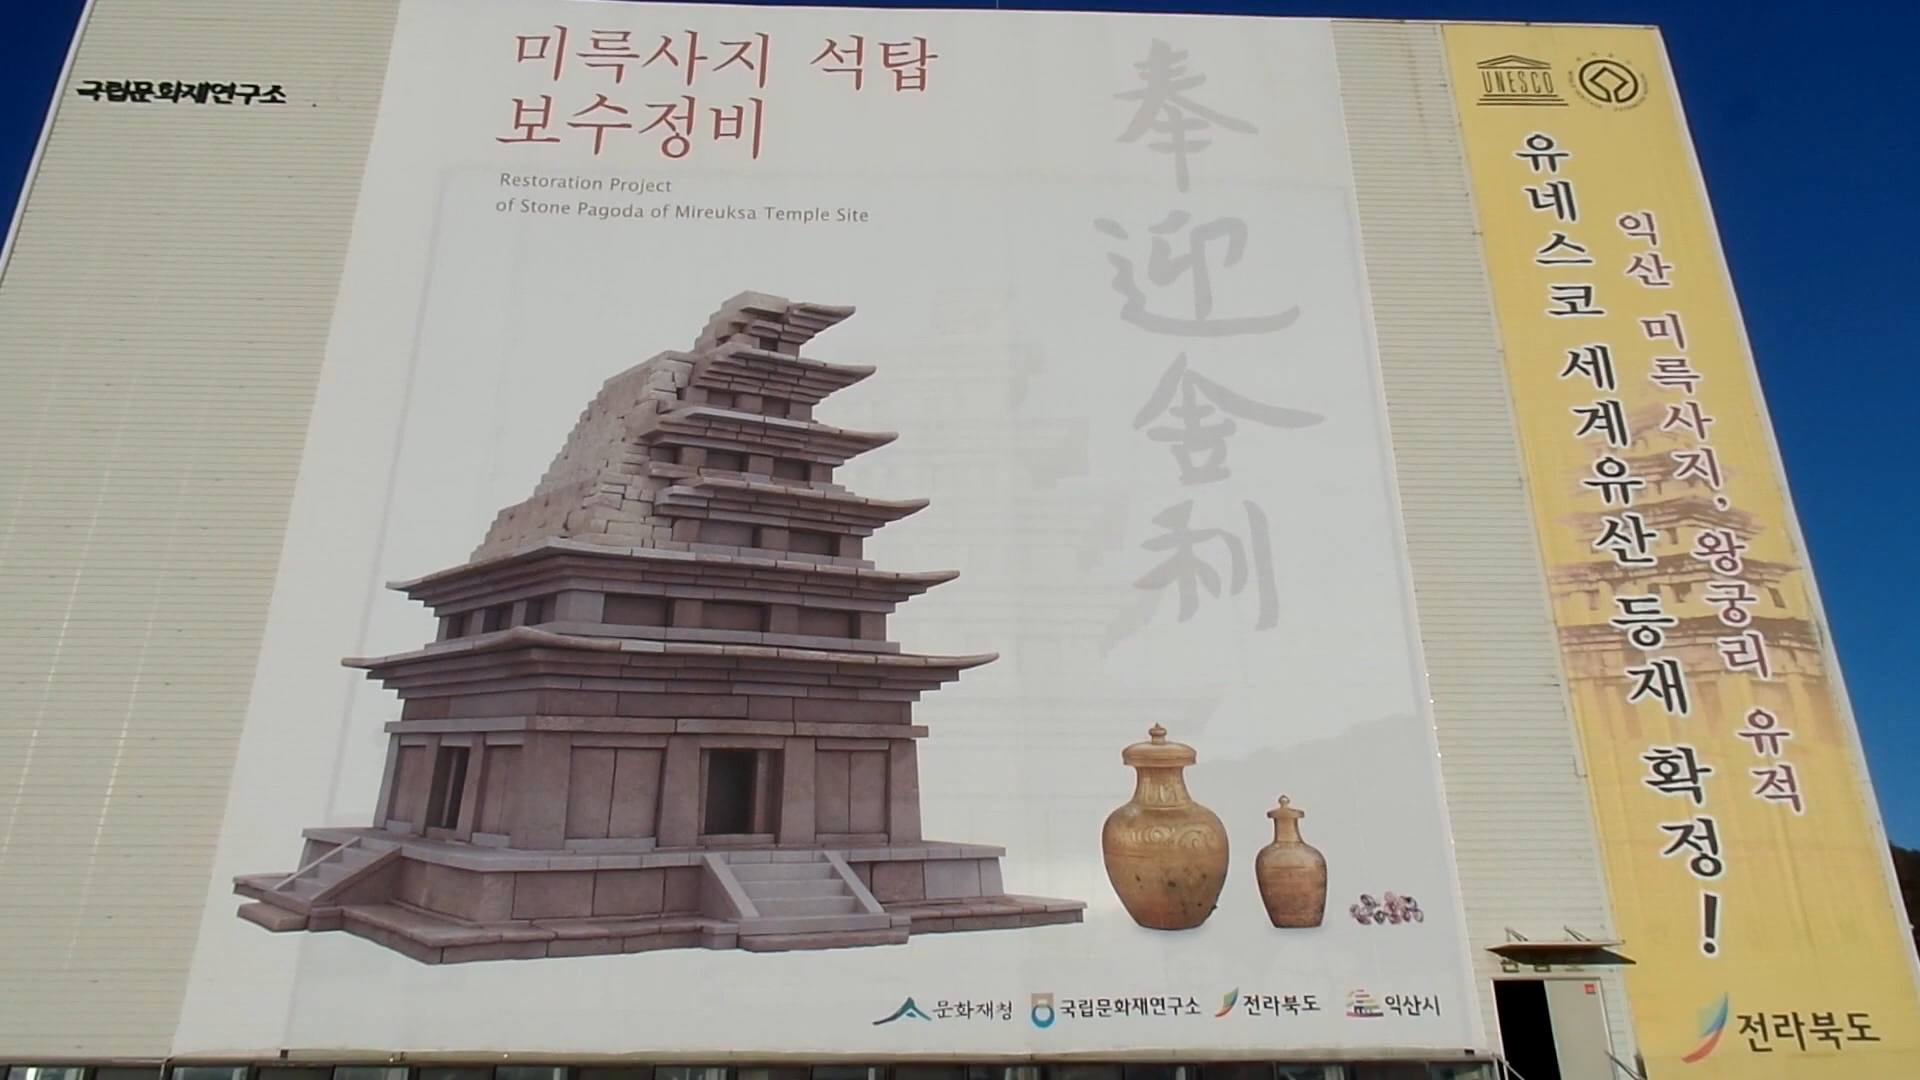 국립문화재연구소
미륵사지 석탑
보수정비
Restoration Project
of Stone Pagoda of Mireuksa Temple Site
奉迎舍利
문화재청
국립문화재연구소
전라북도
익산시
UNESCO
익산 미륵사지, 왕궁리 유적
유네스코 세계유산 등재 확정!
전라북도